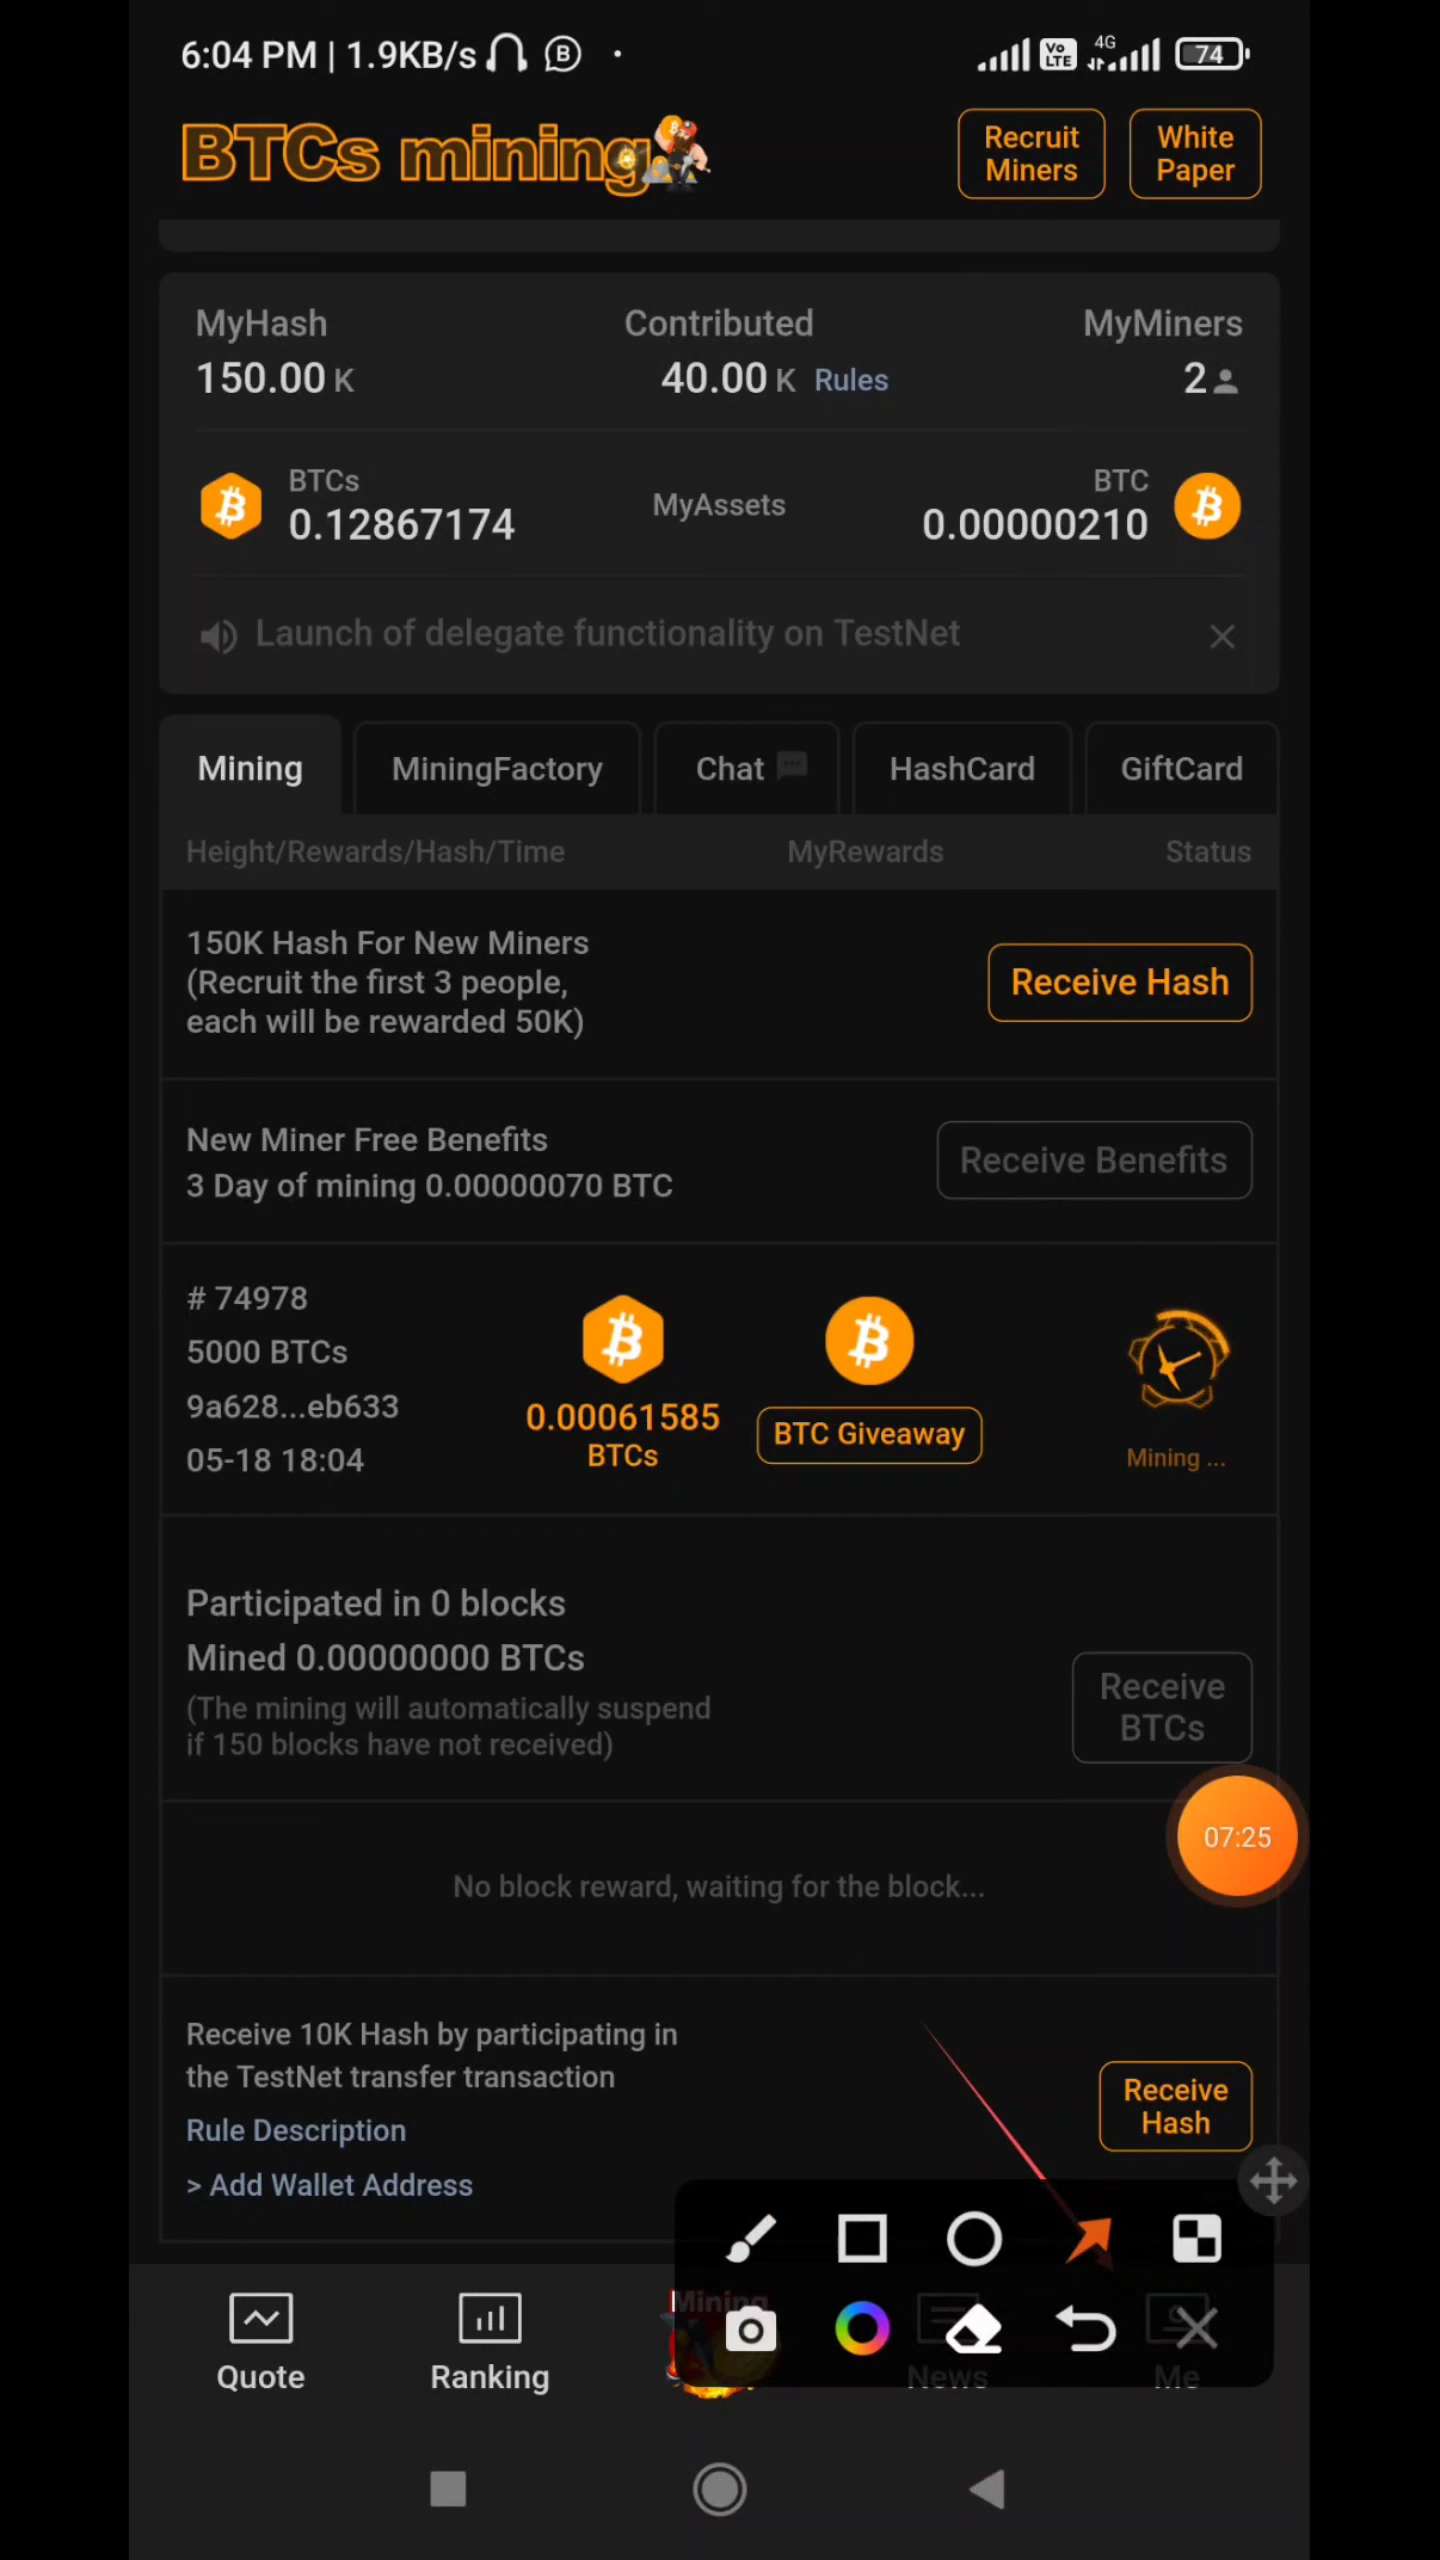 6:04 PM | 1.9KB/s B
Vo LTE 4G 74
BTCs mining
Recruit Miners
White Paper
MyHash Contributed MyMiners
150.00 K 40.00 K Rules 2
BTCs MyAssets BTC
0.12867174 0.00000210
Launch of delegate functionality on TestNet
Mining MiningFactory Chat HashCard GiftCard
Height/Rewards/Hash/Time MyRewards Status
150K Hash For New Miners
(Recruit the first 3 people,
each will be rewarded 50K)
Receive Hash
New Miner Free Benefits
3 Day of mining 0.00000070 BTC
Receive Benefits
# 74978
5000 BTCs
9a628...eb633
05-18 18:04
0.00061585
BTCs
BTC Giveaway
Mining ...
Participated in 0 blocks
Mined 0.00000000 BTCs
(The mining will automatically suspend
if 150 blocks have not received)
Receive
BTCs
07:25
No block reward, waiting for the block...
Receive 10K Hash by participating in
the TestNet transfer transaction
Rule Description
> Add Wallet Address
Receive
Hash
Quote Ranking Mining News Me